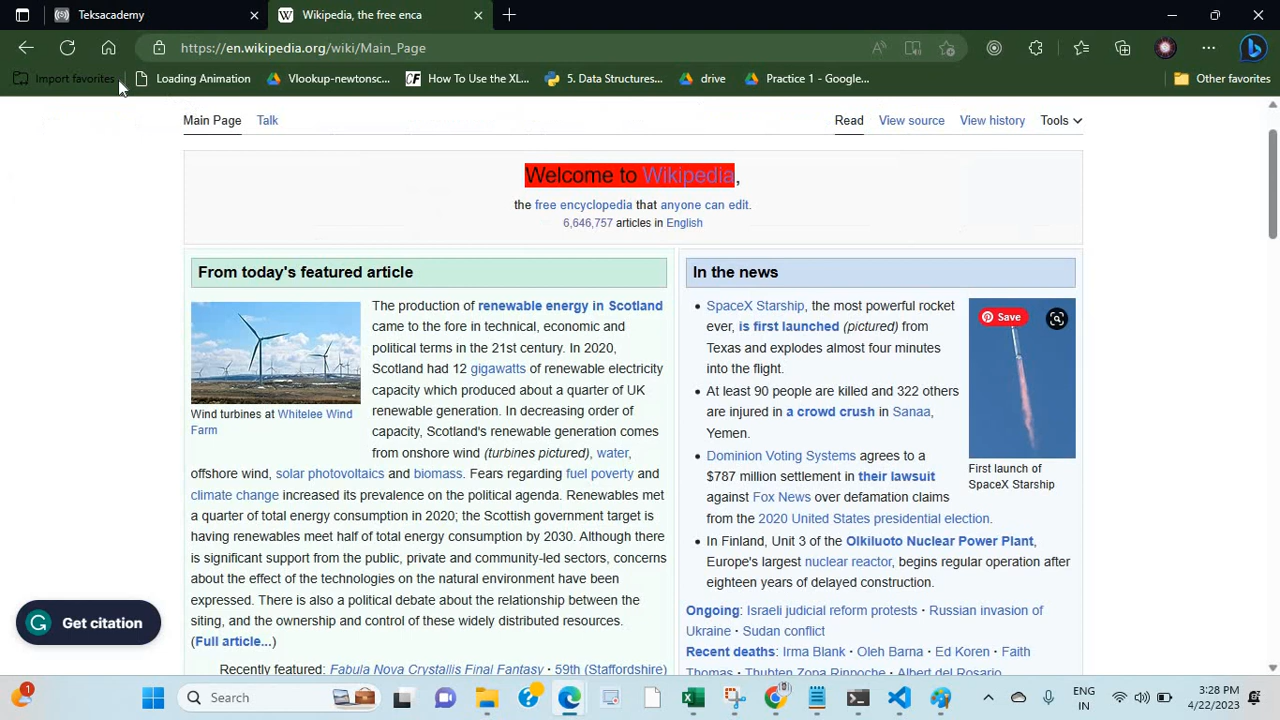 Teksacademy
Wikipedia, the free enca
https://en.wikipedia.org/wiki/Main_Page
Import favorites
Loading Animation
Vlookup-newtonsc...
How To Use the XL...
5. Data Structures...
drive
Practice 1 - Google...
Other favorites
Main Page
Talk
Read
View source
View history
Tools
Welcome to Wikipedia,
the free encyclopedia that anyone can edit.
6,646,757 articles in English
From today's featured article
The production of renewable energy in Scotland
came to the fore in technical, economic and
political terms in the 21st century. In 2020,
Scotland had 12 gigawatts of renewable electricity
capacity which produced about a quarter of UK
renewable generation. In decreasing order of
capacity, Scotland's renewable generation comes
from onshore wind (turbines pictured), water,
offshore wind, solar photovoltaics and biomass. Fears regarding fuel poverty and
climate change increased its prevalence on the political agenda. Renewables met
a quarter of total energy consumption in 2020; the Scottish government target is
having renewables meet half of total energy consumption by 2030. Although there
is significant support from the public, private and community-led sectors, concerns
about the effect of the technologies on the natural environment have been
expressed. There is also a political debate about the relationship between the
siting, and the ownership and control of these widely distributed resources.
(Full article...)
Wind turbines at Whitelee Wind
Farm
Recently featured: Fabula Nova Crystallis Final Fantasy · 59th (Staffordshire)
In the news
SpaceX Starship, the most powerful rocket
ever, is first launched (pictured) from
Texas and explodes almost four minutes
into the flight.
At least 90 people are killed and 322 others
are injured in a crowd crush in Sanaa,
Yemen.
Dominion Voting Systems agrees to a
$787 million settlement in their lawsuit
against Fox News over defamation claims
from the 2020 United States presidential election.
In Finland, Unit 3 of the Olkiluoto Nuclear Power Plant,
Europe's largest nuclear reactor, begins regular operation after
eighteen years of delayed construction.
Save
First launch of
SpaceX Starship
Ongoing: Israeli judicial reform protests · Russian invasion of
Ukraine · Sudan conflict
Recent deaths: Irma Blank · Oleh Barna · Ed Koren · Faith
Thomas · Thubten Zopa Rinpoche · Albert del Rosario
Get citation
1
Search
ENG
IN
3:28 PM
4/22/2023